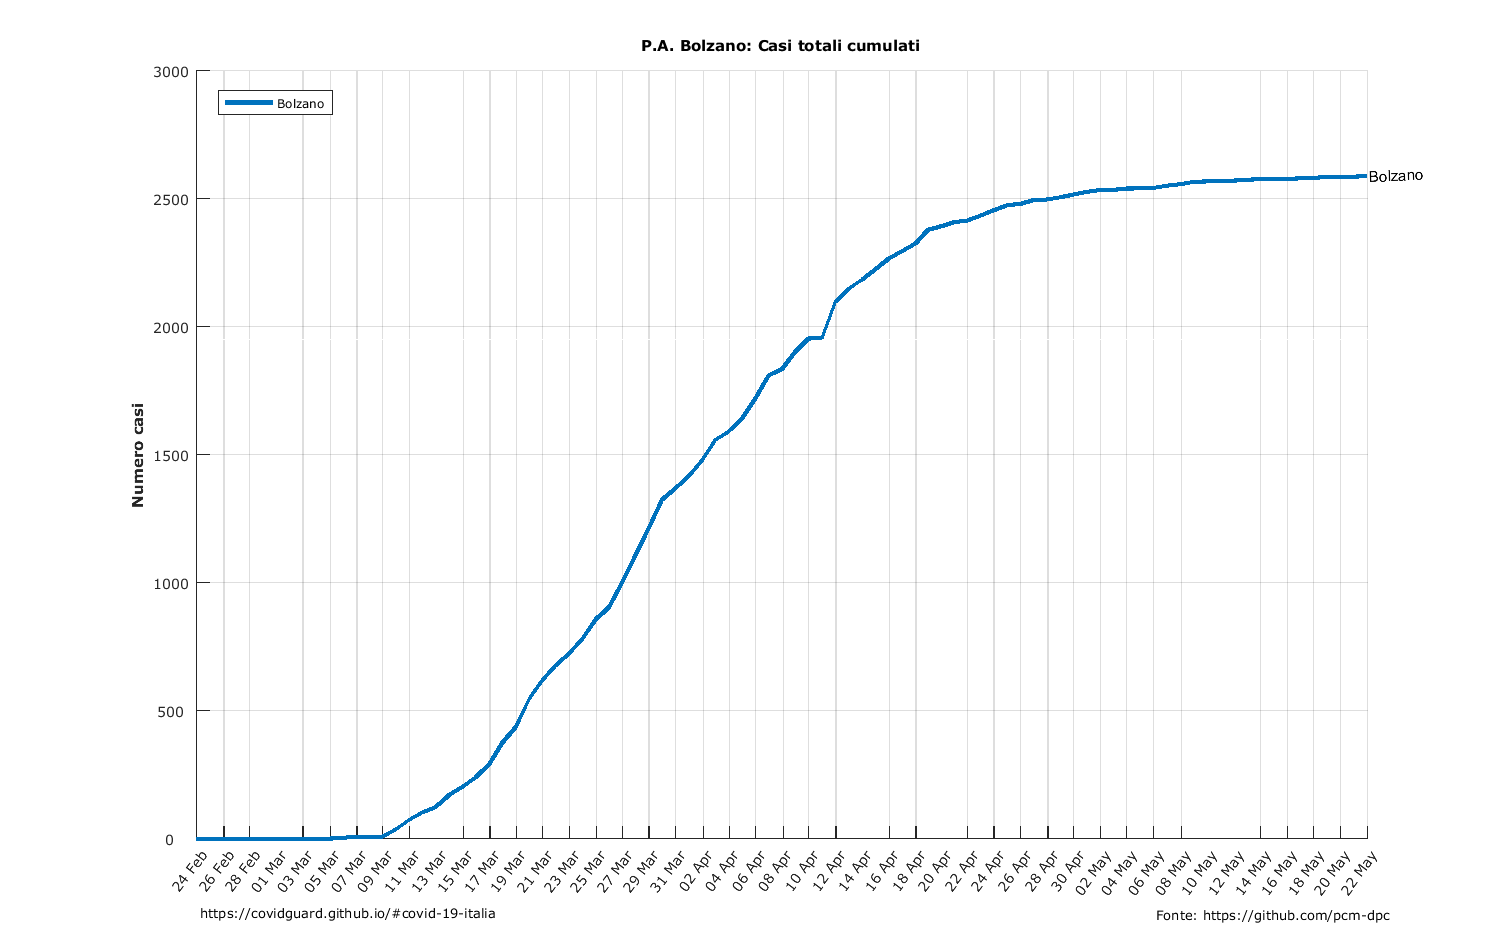 P.A. Bolzano: Casi totali cumulati
3000
Bolzano
Bolzano
2500
2000
1500
Numero casi
1000
500
0
24 Feb
26 Feb
28 Feb
01 Mar
03 Mar
05 Mar
07 Mar
09 Mar
11 Mar
13 Mar
15 Mar
17 Mar
19 Mar
21 Mar
23 Mar
25 Mar
27 Mar
29 Mar
31 Mar
02 Apr
04 Apr
06 Apr
08 Apr
10 Apr
12 Apr
14 Apr
16 Apr
18 Apr
20 Apr
22 Apr
24 Apr
26 Apr
28 Apr
30 Apr
02 May
04 May
06 May
08 May
10 May
12 May
14 May
16 May
18 May
20 May
22 May
https://covidguard.github.io/#covid-19-italia
Fonte: https://github.com/pcm-dpc